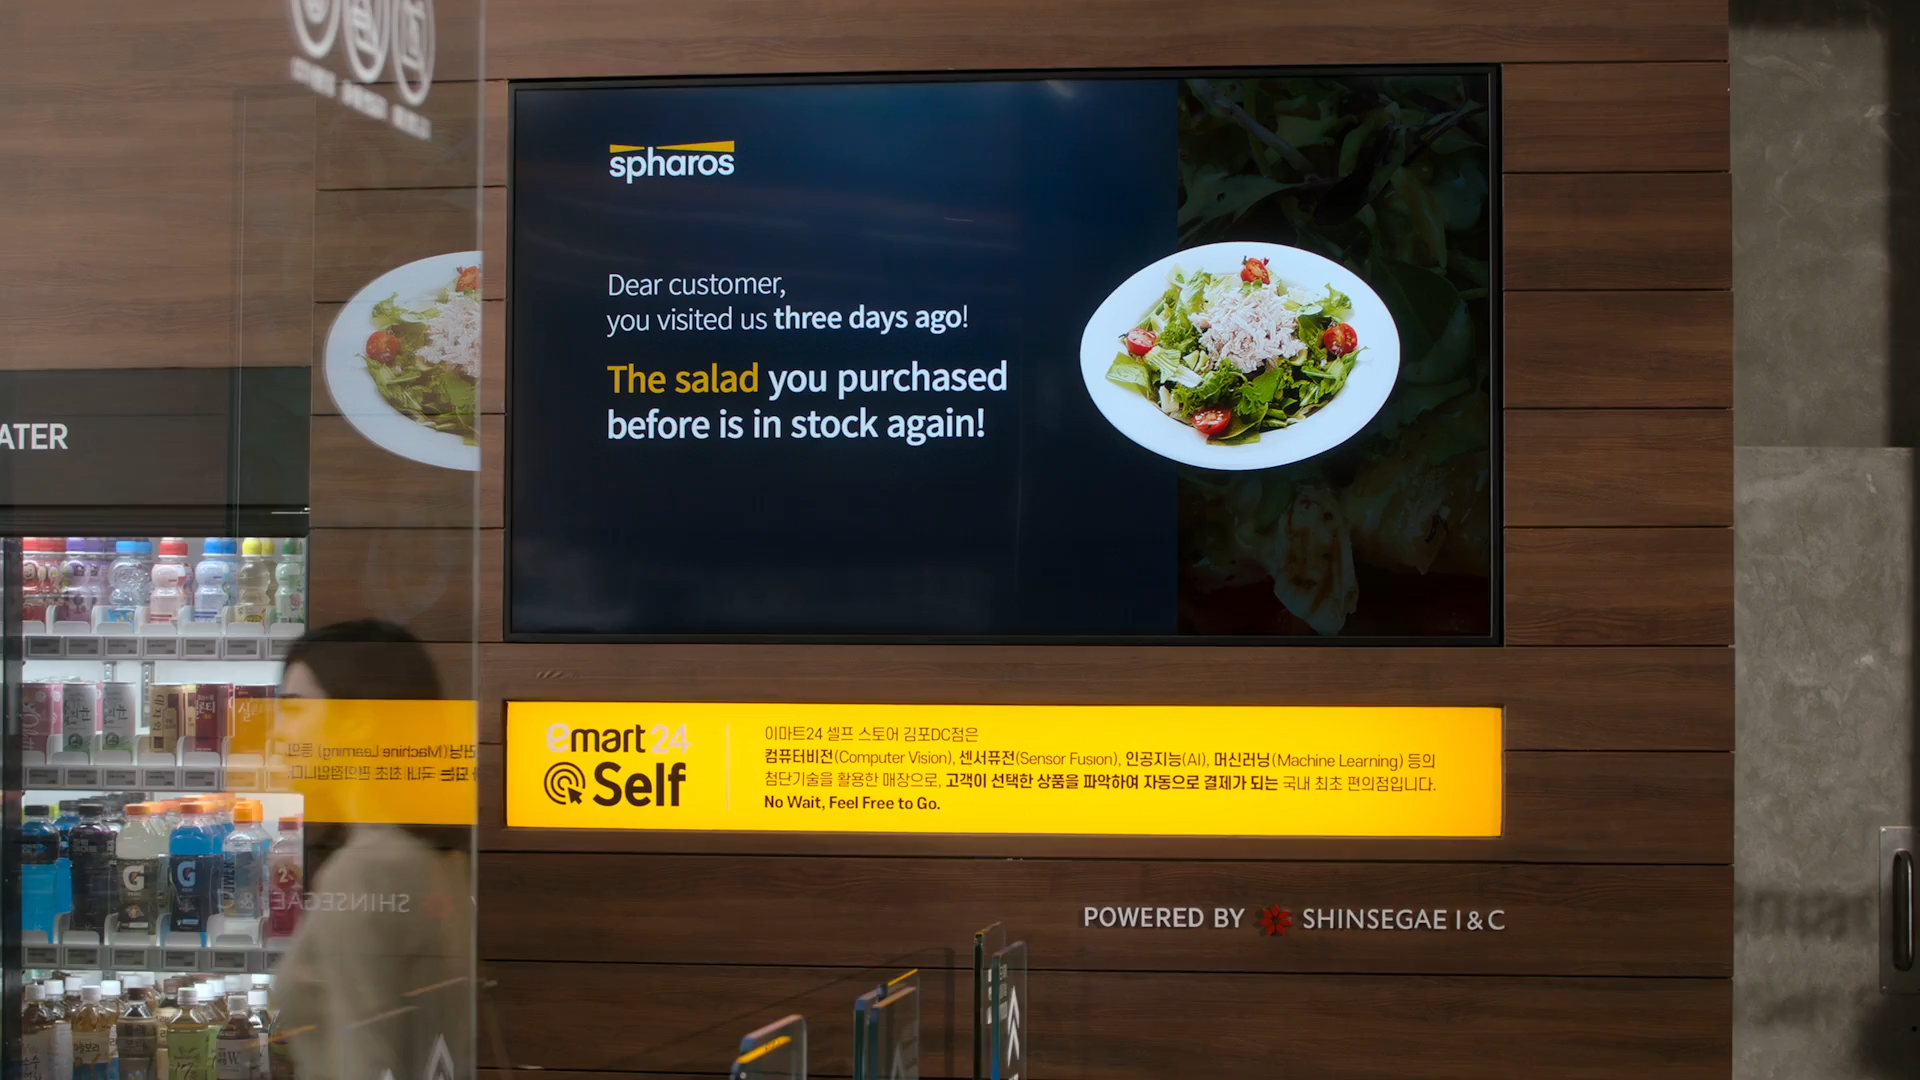 spharos
Dear customer,
you visited us three days ago!
The salad you purchased
before is in stock again!
ATER
emart24
Self
이마트24 셀프 스토어 김포DC점은
컴퓨터비전(Computer Vision), 센서퓨전(Sensor Fusion), 인공지능(AI), 머신러닝(Machine Learning) 등의
첨단기술을 활용한 매장으로, 고객이 선택한 상품을 파악하여 자동으로 결제가 되는 국내 최초 편의점입니다.
No Wait, Feel Free to Go.
POWERED BY SHINSEGAE I & C
G
G